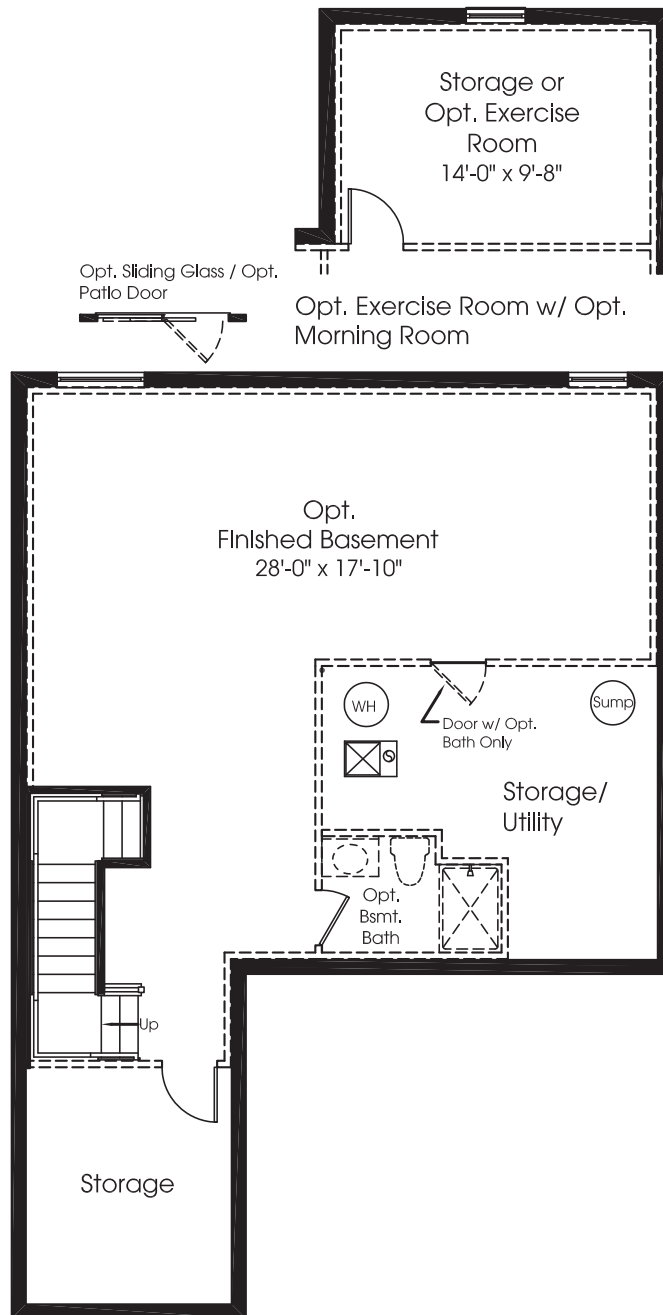 Storage or
Opt. Exercise
Room
14'-0" x 9'-8"
Opt. Sliding Glass / Opt.
Patio Door
Opt. Exercise Room w/ Opt.
Morning Room
Opt.
Finished Basement
28'-0" x 17'-10"
WH
Sump
Door w/ Opt.
Bath Only
Storage/
Utility
Opt.
Bsmt.
Bath
Up
Storage